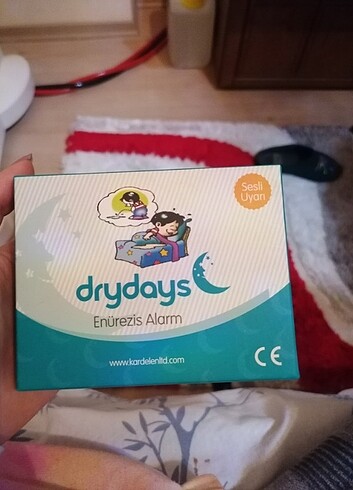 Sesli
Uyarı
drydays
Enürezis Alarm
www.kardelenltd.com
CE